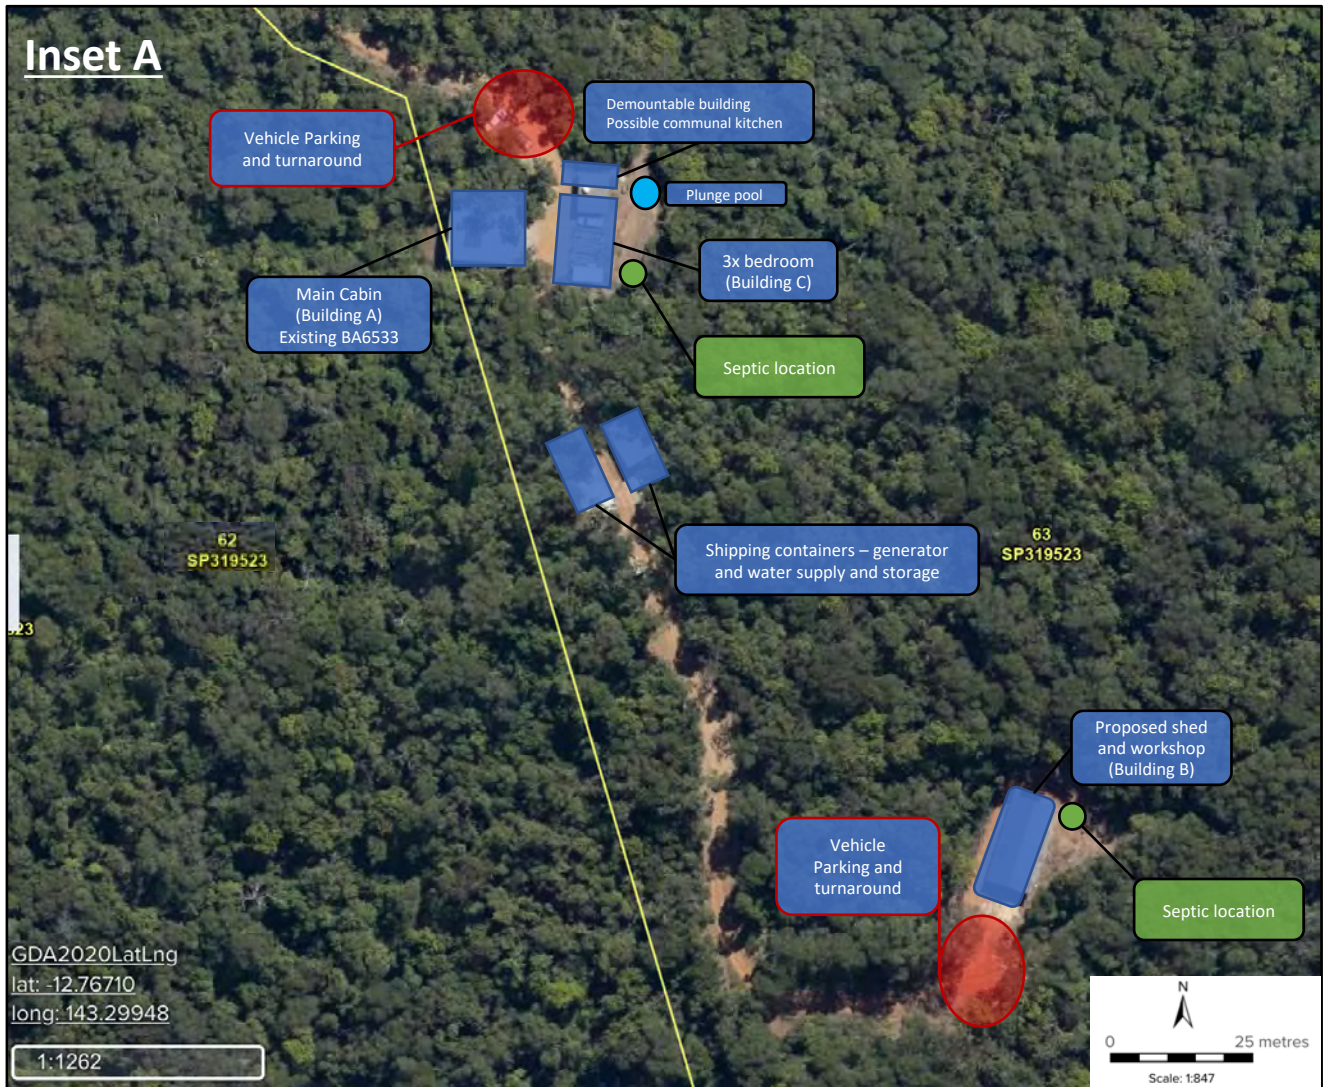 Inset A
Demountable building
Possible communal kitchen
Vehicle Parking
and turnaround
Plunge pool
3x bedroom
(Building C)
Main Cabin
(Building A)
Existing BA6533
Septic location
62
SP319523
63
SP319523
Shipping containers – generator
and water supply and storage
523
Proposed shed
and workshop
(Building B)
Vehicle
Parking and
turnaround
Septic location
GDA2020LatLng
lat: -12.76710
long: 143.29948
1:1262
N
0 25 metres
Scale: 1:847